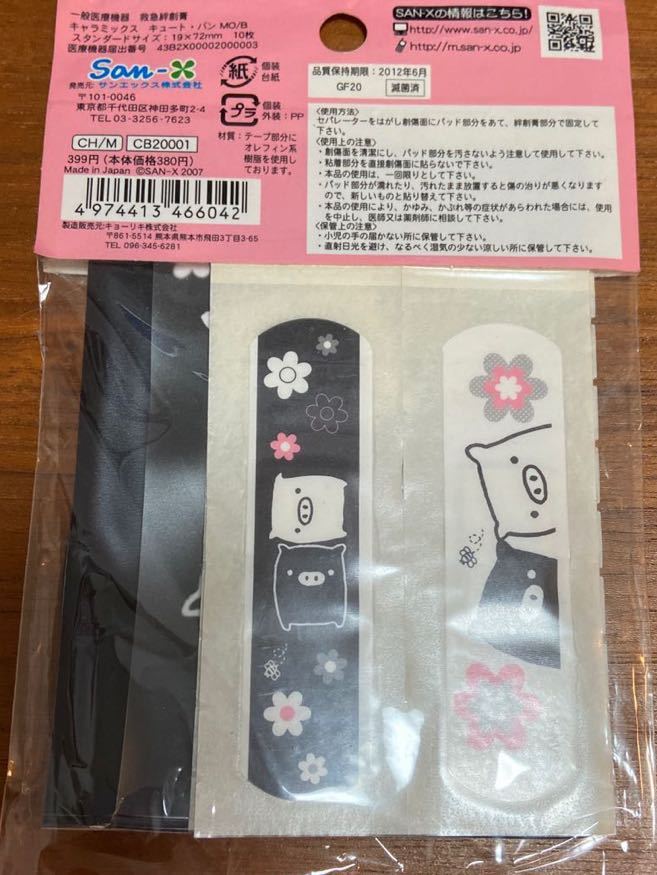 一般医療機器 救急絆創膏
キャラミックス キュート・バン MO/B
スタンダードサイズ：19×72mm 10枚
医療機器届出番号 43B2X00002000003
San-X
発売元: サンエックス株式会社
〒101-0046
東京都千代田区神田多町2-4
TEL 03-3256-7623
CH/M CB20001
399円（本体価格380円）
Made in Japan ©SAN-X 2007
4 974413 466042
製造販売元: キョーリキ株式会社
〒861-5514 熊本県熊本市飛田3丁目3-65
TEL 096-345-6281
紙
個装
台紙
プラ
個装
外装：PP
材質：テープ部分に
オレフィン系
樹脂を使用し
ております。
SAN-Xの情報はこちら!
http://www.san-x.co.jp/
http://m.san-x.co.jp/
品質保持期限：2012年6月
GF20 滅菌済
＜使用方法＞
セパレーターをはがし創傷面にパッド部分をあて、絆創膏部分で固定して
下さい。
＜使用上の注意＞
・創傷面を清潔にし、パッド部分を汚さないよう注意して使用して下さい。
・粘着部分を直接創傷面に貼らないで下さい。
・本品の使用は、一回限りとして下さい。
・パッド部分が濡れたり、汚れたまま放置すると傷の治りが悪くなります
ので、新しいものと貼り替えて下さい。
・本品の使用により、かゆみ、かぶれ等の症状があらわれた場合には、使用
を中止し、医師又は薬剤師に相談して下さい。
＜保管上の注意＞
・小児の手の届かない所に保管して下さい。
・直射日光を避け、なるべく湿気の少ない涼しい所に保管して下さい。